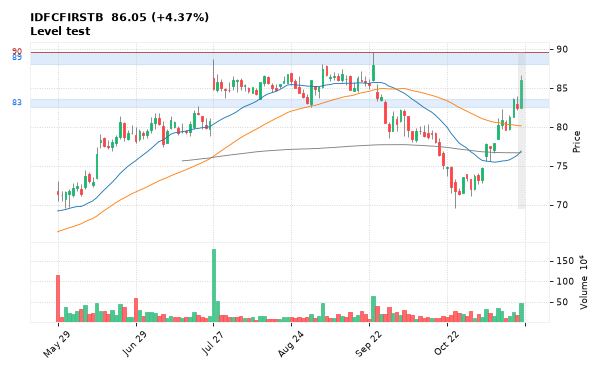 IDFCFIRSTB 86.05 (+4.37%)
Level test
90
89
83
90
85
80
75
70
Price
150
100
50
Volume 10⁶
May 29
Jun 29
Jul 27
Aug 24
Sep 22
Oct 22